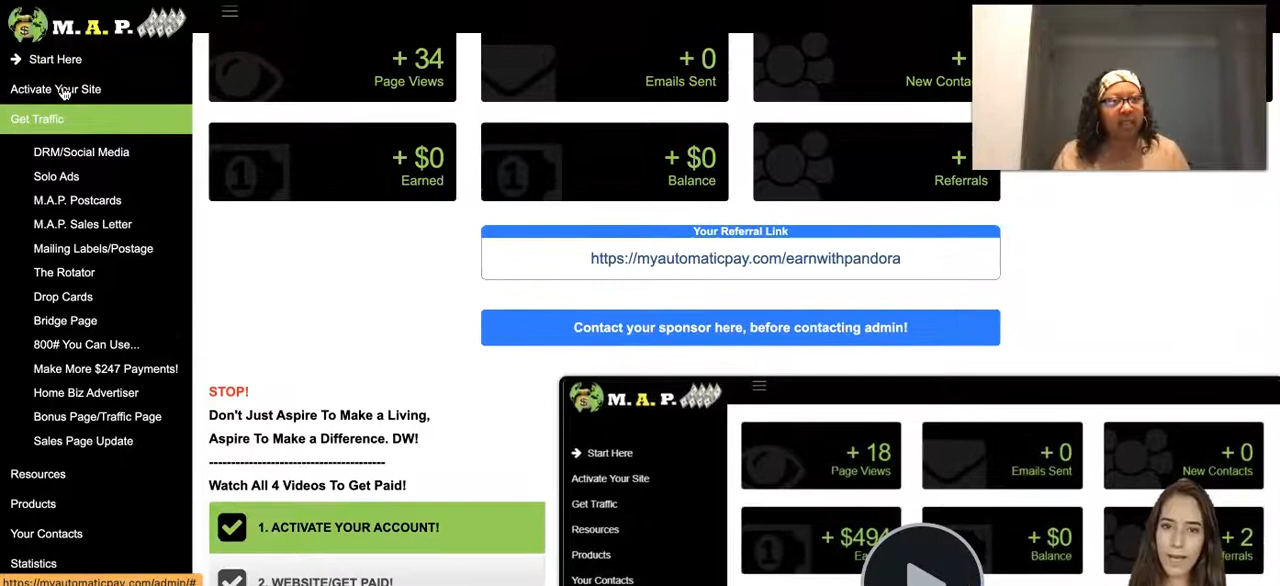 M. A. P.
Start Here
Activate Your Site
Get Traffic
DRM/Social Media
Solo Ads
M.A.P. Postcards
M.A.P. Sales Letter
Mailing Labels/Postage
The Rotator
Drop Cards
Bridge Page
800# You Can Use...
Make More $247 Payments!
Home Biz Advertiser
Bonus Page/Traffic Page
Sales Page Update
Resources
Products
Your Contacts
Statistics
https://myautomaticpay.com/admin/#
+ 34
Page Views
+ 0
Emails Sent
+
New Conta
+ $0
Earned
+ $0
Balance
+
Referrals
Your Referral Link
https://myautomaticpay.com/earnwithpandora
Contact your sponsor here, before contacting admin!
STOP!
Don't Just Aspire To Make a Living,
Aspire To Make a Difference. DW!
----------------------------------------
Watch All 4 Videos To Get Paid!
1. ACTIVATE YOUR ACCOUNT!
2. WEBSITE/GET PAID!
M. A. P.
Start Here
Activate Your Site
Get Traffic
Resources
Products
Your Contacts
+ 18
Page Views
+ 0
Emails Sent
+ 0
New Contacts
+ $494
+ $0
Balance
+ 2